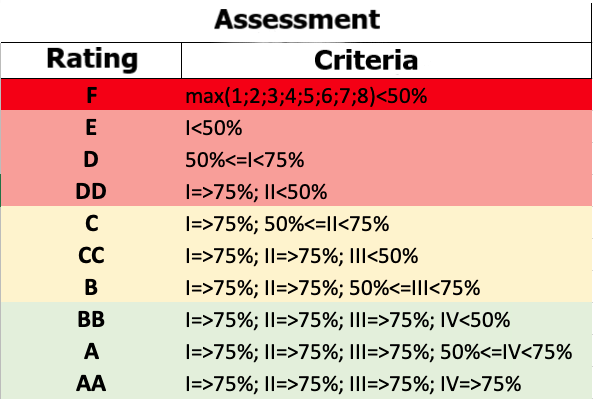 Assessment
Rating Criteria
F max(1;2;3;4;5;6;7;8)<50%
E I<50%
D 50%<=I<75%
DD I=>75%; II<50%
C I=>75%; 50%<=II<75%
CC I=>75%; II=>75%; III<50%
B I=>75%; II=>75%; 50%<=III<75%
BB I=>75%; II=>75%; III=>75%; IV<50%
A I=>75%; II=>75%; III=>75%; 50%<=IV<75%
AA I=>75%; II=>75%; III=>75%; IV=>75%